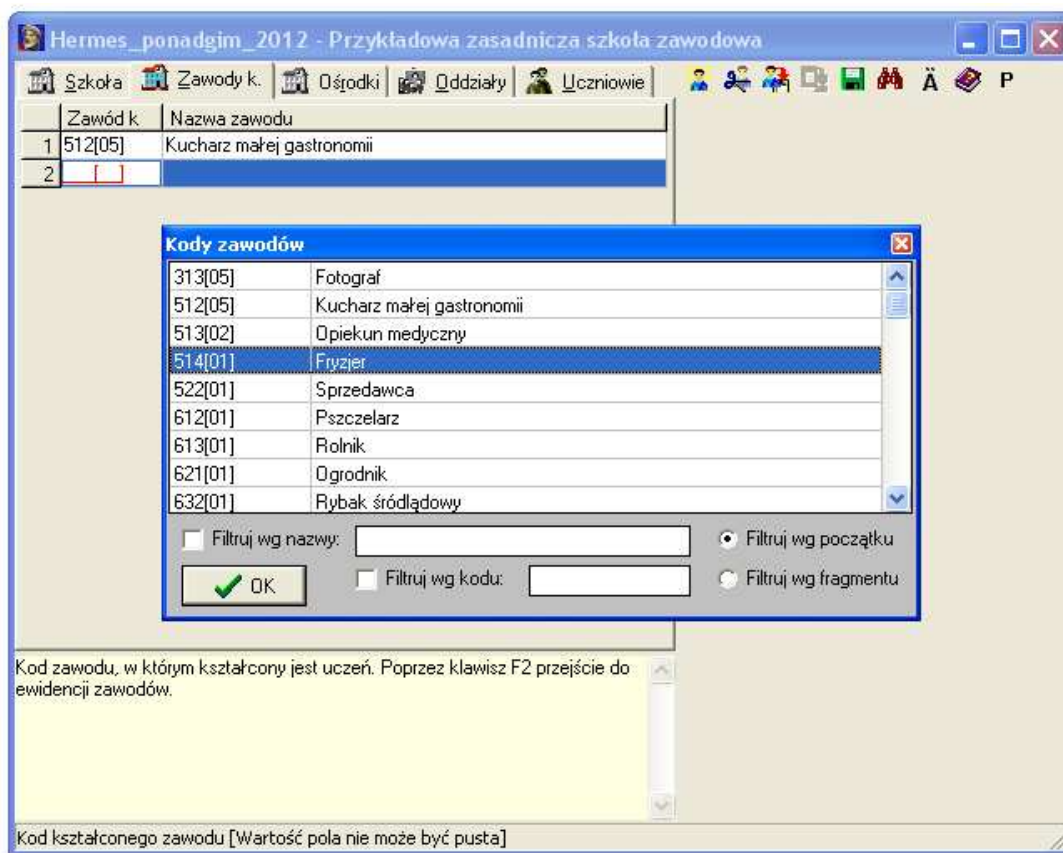 Hermes_ponadgim_2012 - Przykładowa zasadnicza szkoła zawodowa
Szkoła Zawody k. Ośrodki Oddziały Uczniowie Ä P
Zawód k Nazwa zawodu
1 512[05] Kucharz małej gastronomii
2 ___[__]
Kody zawodów
313[05] Fotograf
512[05] Kucharz małej gastronomii
513[02] Opiekun medyczny
514[01] Fryzjer
522[01] Sprzedawca
612[01] Pszczelarz
613[01] Rolnik
621[01] Ogrodnik
632[01] Rybak śródlądowy
Filtruj wg nazwy: Filtruj wg początku
OK Filtruj wg kodu: Filtruj wg fragmentu
Kod zawodu, w którym kształcony jest uczeń. Poprzez klawisz F2 przejście do
ewidencji zawodów.
Kod kształconego zawodu [Wartość pola nie może być pusta]